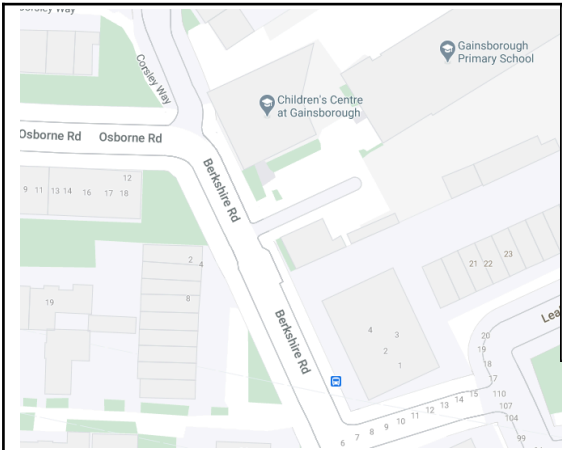 Corsley Way
Corsley Way
Gainsborough
Primary School
Children's Centre
at Gainsborough
Osborne Rd
Osborne Rd
Berkshire Rd
12
9 11 13 14 16 17 18
2 4
23
21 22
8
19
Berkshire Rd
4
3
2
1
20
19
18
17
Lea
15
14
13
12
11
10
9
8
7
6
110
107
104
99